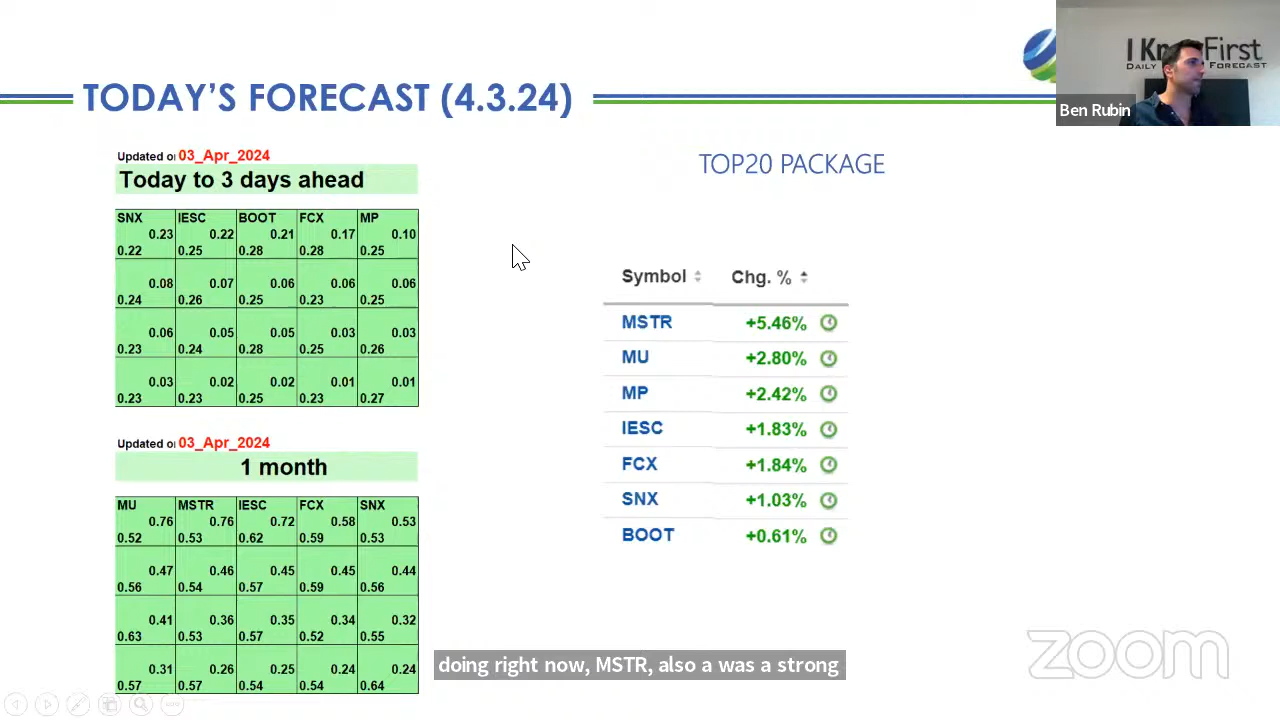 TODAY'S FORECAST (4.3.24)
I Kn First
DAILY FORECAST
Ben Rubin
Updated o 03_Apr_2024
Today to 3 days ahead
SNX IESC BOOT FCX MP
0.23 0.22 0.21 0.17 0.10
0.22 0.25 0.28 0.28 0.25
0.08 0.07 0.06 0.06 0.06
0.24 0.26 0.25 0.23 0.25
0.06 0.05 0.05 0.03 0.03
0.23 0.24 0.28 0.25 0.26
0.03 0.02 0.02 0.01 0.01
0.23 0.23 0.25 0.23 0.27
Updated o 03_Apr_2024
1 month
MU MSTR IESC FCX SNX
0.76 0.76 0.72 0.58 0.53
0.52 0.53 0.62 0.59 0.53
0.47 0.46 0.45 0.45 0.44
0.56 0.54 0.57 0.59 0.56
0.41 0.36 0.35 0.34 0.32
0.63 0.53 0.57 0.52 0.55
0.31 0.26 0.25 0.24 0.24
0.57 0.57 0.54 0.54 0.64
TOP20 PACKAGE
Symbol Chg. %
MSTR +5.46%
MU +2.80%
MP +2.42%
IESC +1.83%
FCX +1.84%
SNX +1.03%
BOOT +0.61%
doing right now, MSTR, also a was a strong
zoom